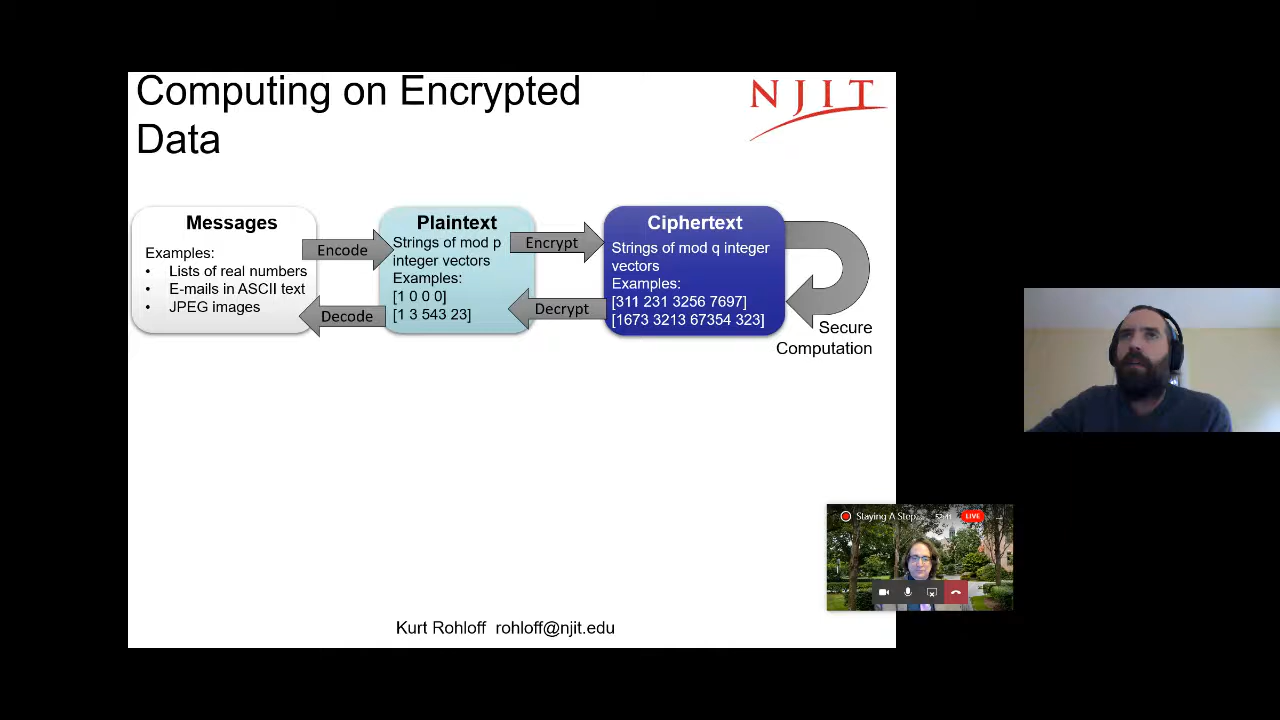 Computing on Encrypted
Data
NJIT
Messages
Examples:
• Lists of real numbers
• E-mails in ASCII text
• JPEG images
Encode
Decode
Plaintext
Strings of mod p
integer vectors
Examples:
[1 0 0 0]
[1 3 543 23]
Encrypt
Decrypt
Ciphertext
Strings of mod q integer
vectors
Examples:
[311 231 3256 7697]
[1673 3213 67354 323]
Secure
Computation
Staying A Step...
LIVE
Kurt Rohloff rohloff@njit.edu